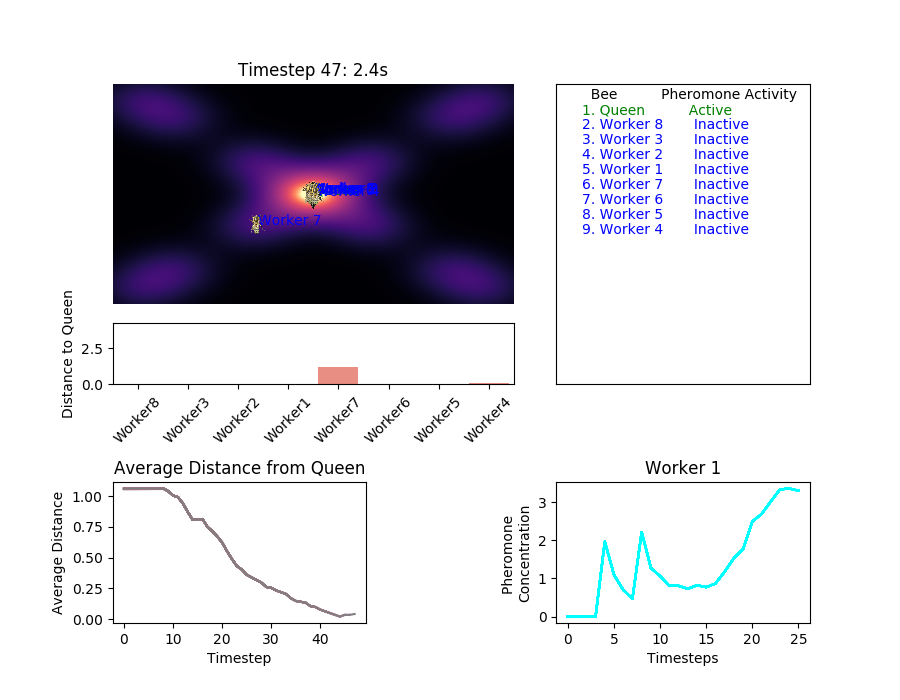 Timestep 47: 2.4s
Worker 7
Bee Pheromone Activity
1. Queen Active
2. Worker 8 Inactive
3. Worker 3 Inactive
4. Worker 2 Inactive
5. Worker 1 Inactive
6. Worker 7 Inactive
7. Worker 6 Inactive
8. Worker 5 Inactive
9. Worker 4 Inactive
Distance to Queen
2.5
0.0
Worker8 Worker3 Worker2 Worker1 Worker7 Worker6 Worker5 Worker4
Average Distance from Queen
Average Distance
1.00
0.75
0.50
0.25
0.00
0 10 20 30 40
Timestep
Worker 1
Pheromone
Concentration
3
2
1
0
0 5 10 15 20 25
Timesteps